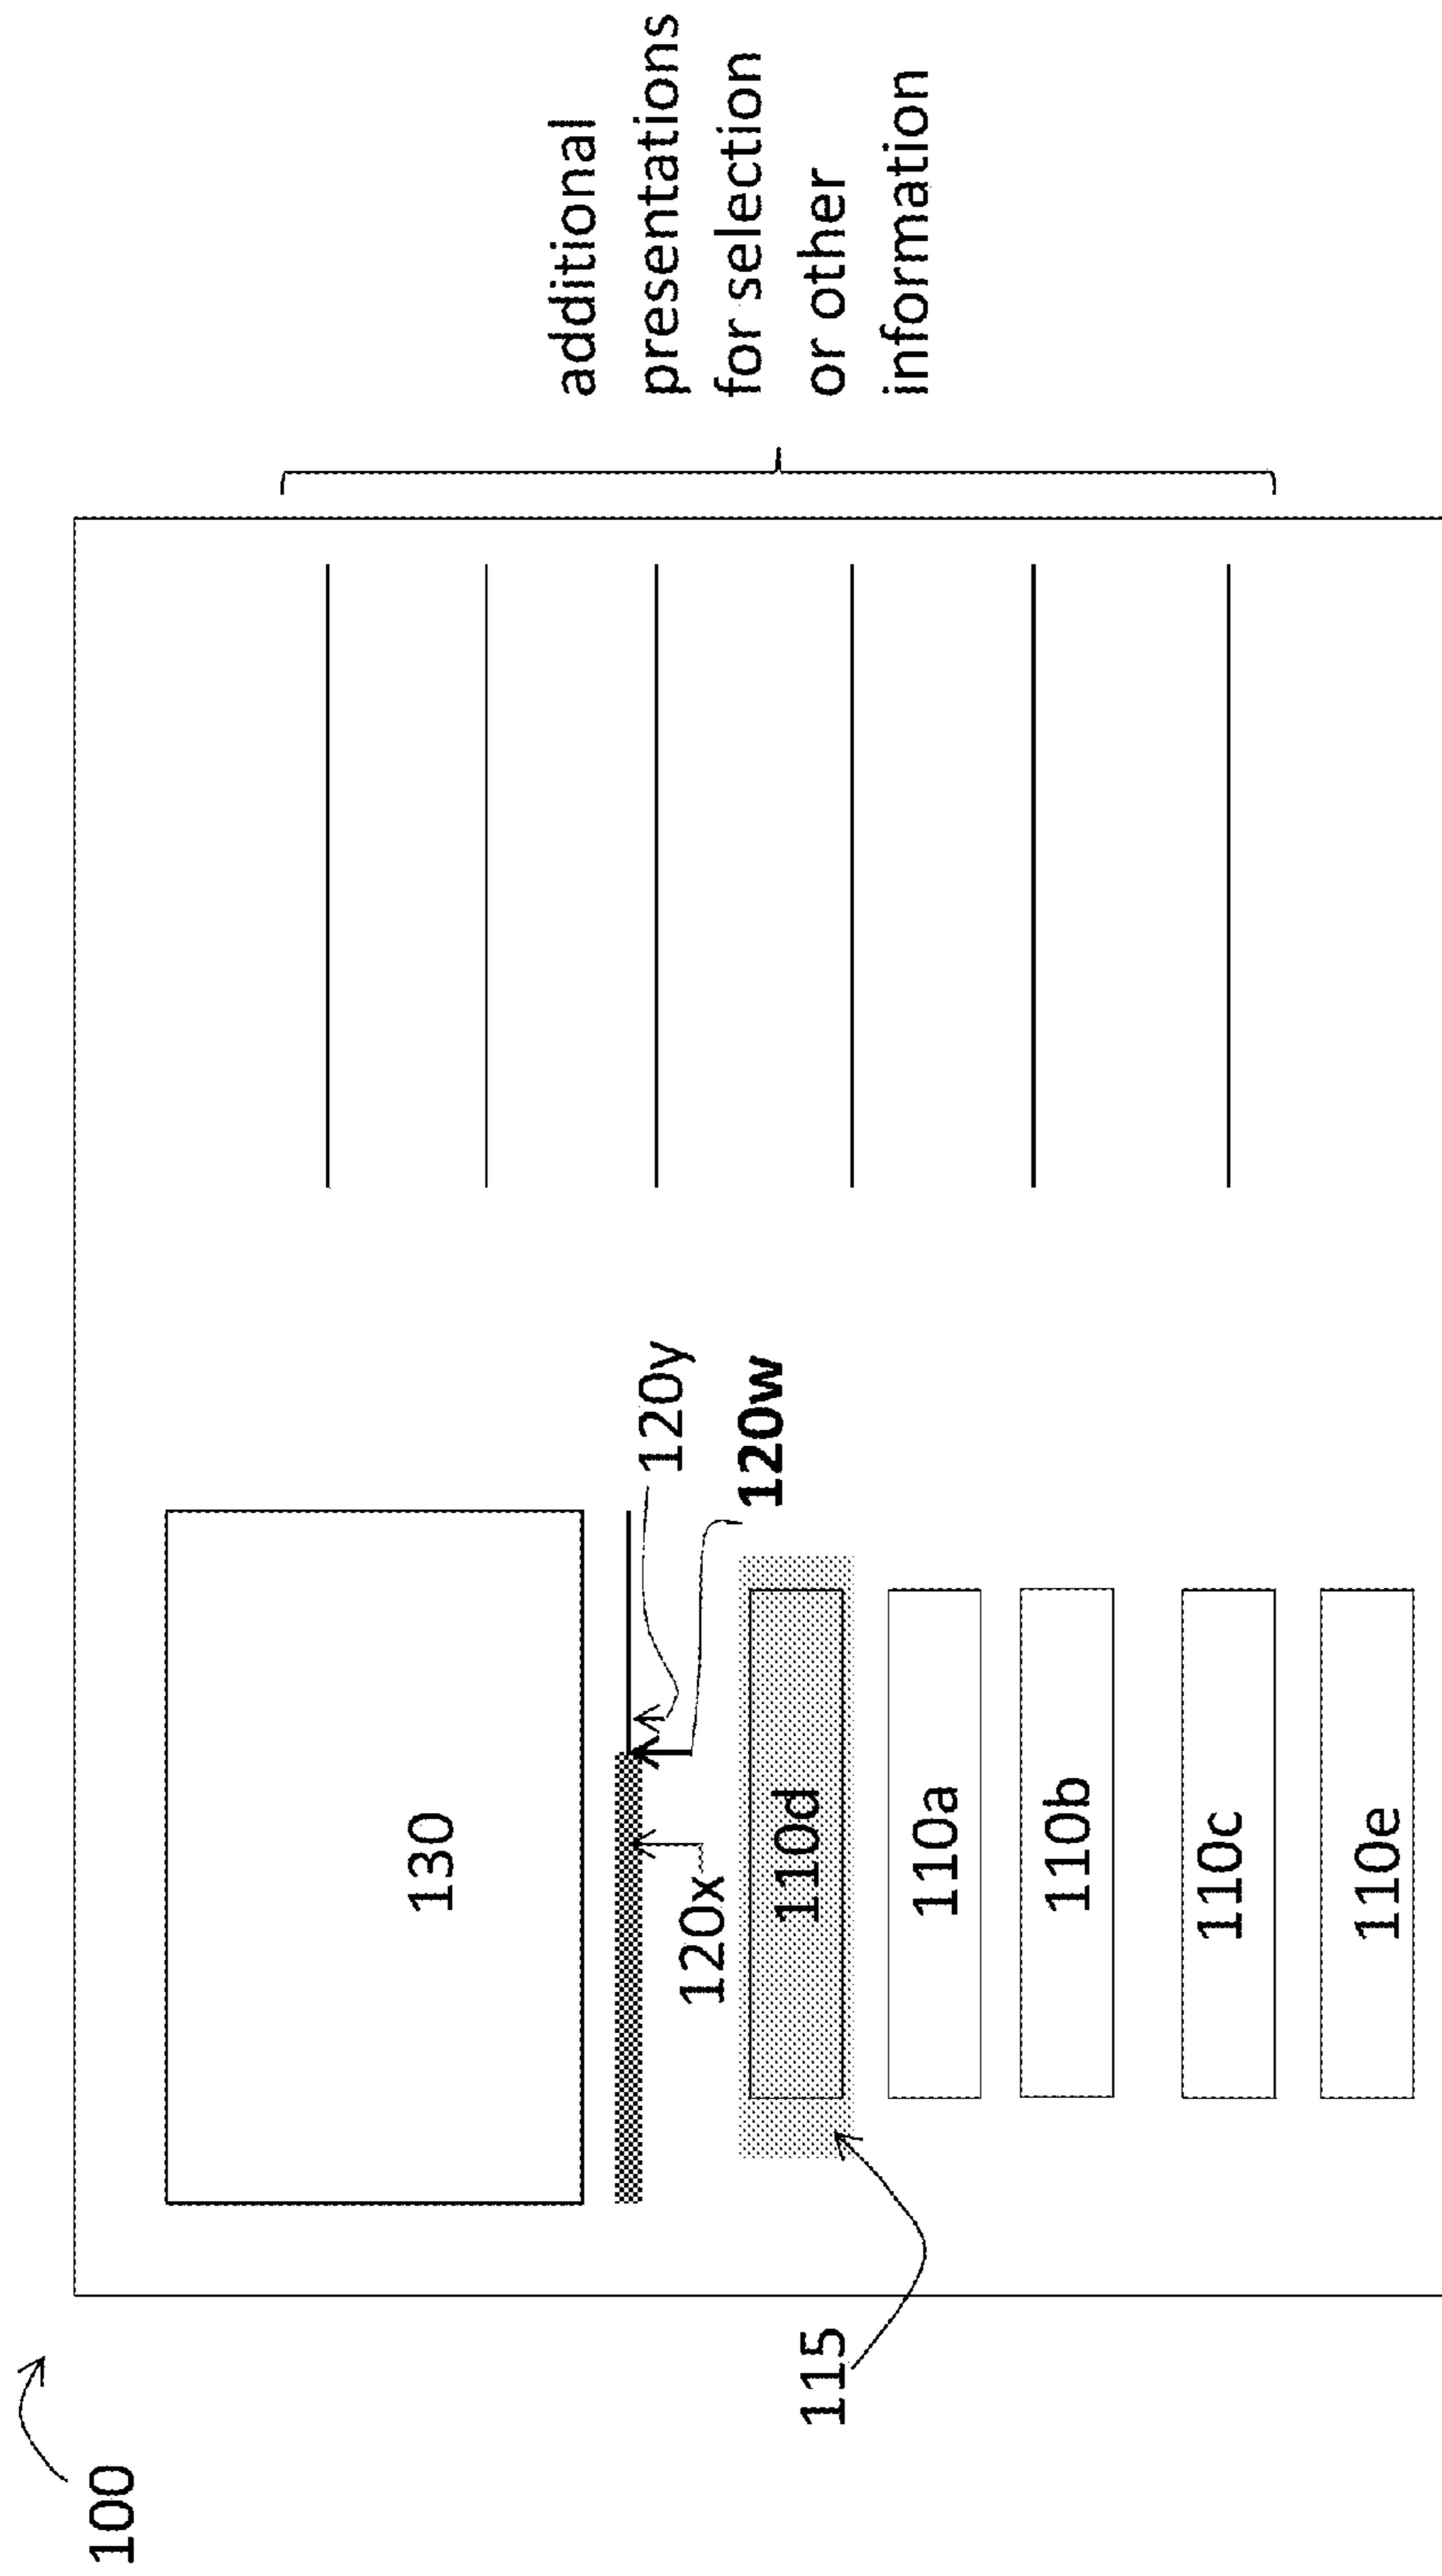 100
130
120x
120y
120w
115
110d
110a
110b
110c
110e
additional
presentations
for selection
or other
information